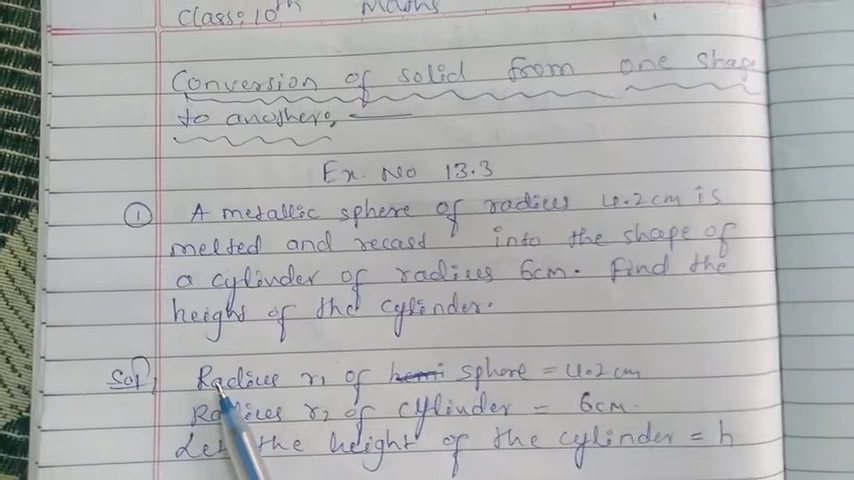 Class: 10th Maths
Conversion of solid from one shape
to another.
Ex. No 13.3
① A metallic sphere of radius 4.2cm is
melted and recast into the shape of
a cylinder of radius 6cm. Find the
height of the cylinder.
Sol, Radius r₁ of hemi sphere = 4.2cm
Radius r₂ of cylinder = 6cm.
Let the height of the cylinder = h